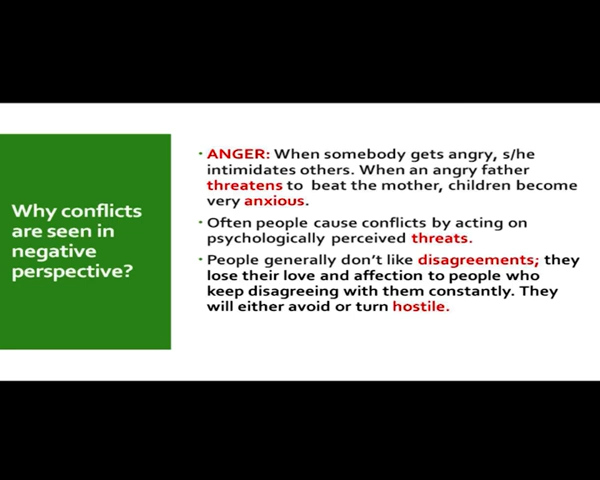 Why conflicts
are seen in
negative
perspective?
• ANGER: When somebody gets angry, s/he
intimidates others. When an angry father
threatens to beat the mother, children become
very anxious.
• Often people cause conflicts by acting on
psychologically perceived threats.
• People generally don't like disagreements; they
lose their love and affection to people who
keep disagreeing with them constantly. They
will either avoid or turn hostile.